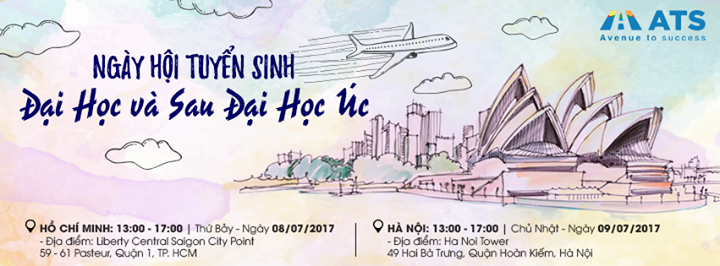 ATS
Avenue to success
NGÀY HỘI TUYỂN SINH
Đại Học và Sau Đại Học Úc
HỒ CHÍ MINH: 13:00 - 17:00 | Thứ Bảy - Ngày 08/07/2017
- Địa điểm: Liberty Central Saigon City Point
59 - 61 Pasteur, Quận 1, TP. HCM
HÀ NỘI: 13:00 - 17:00 | Chủ Nhật - Ngày 09/07/2017
- Địa điểm: Ha Noi Tower
49 Hai Bà Trưng, Quận Hoàn Kiếm, Hà Nội